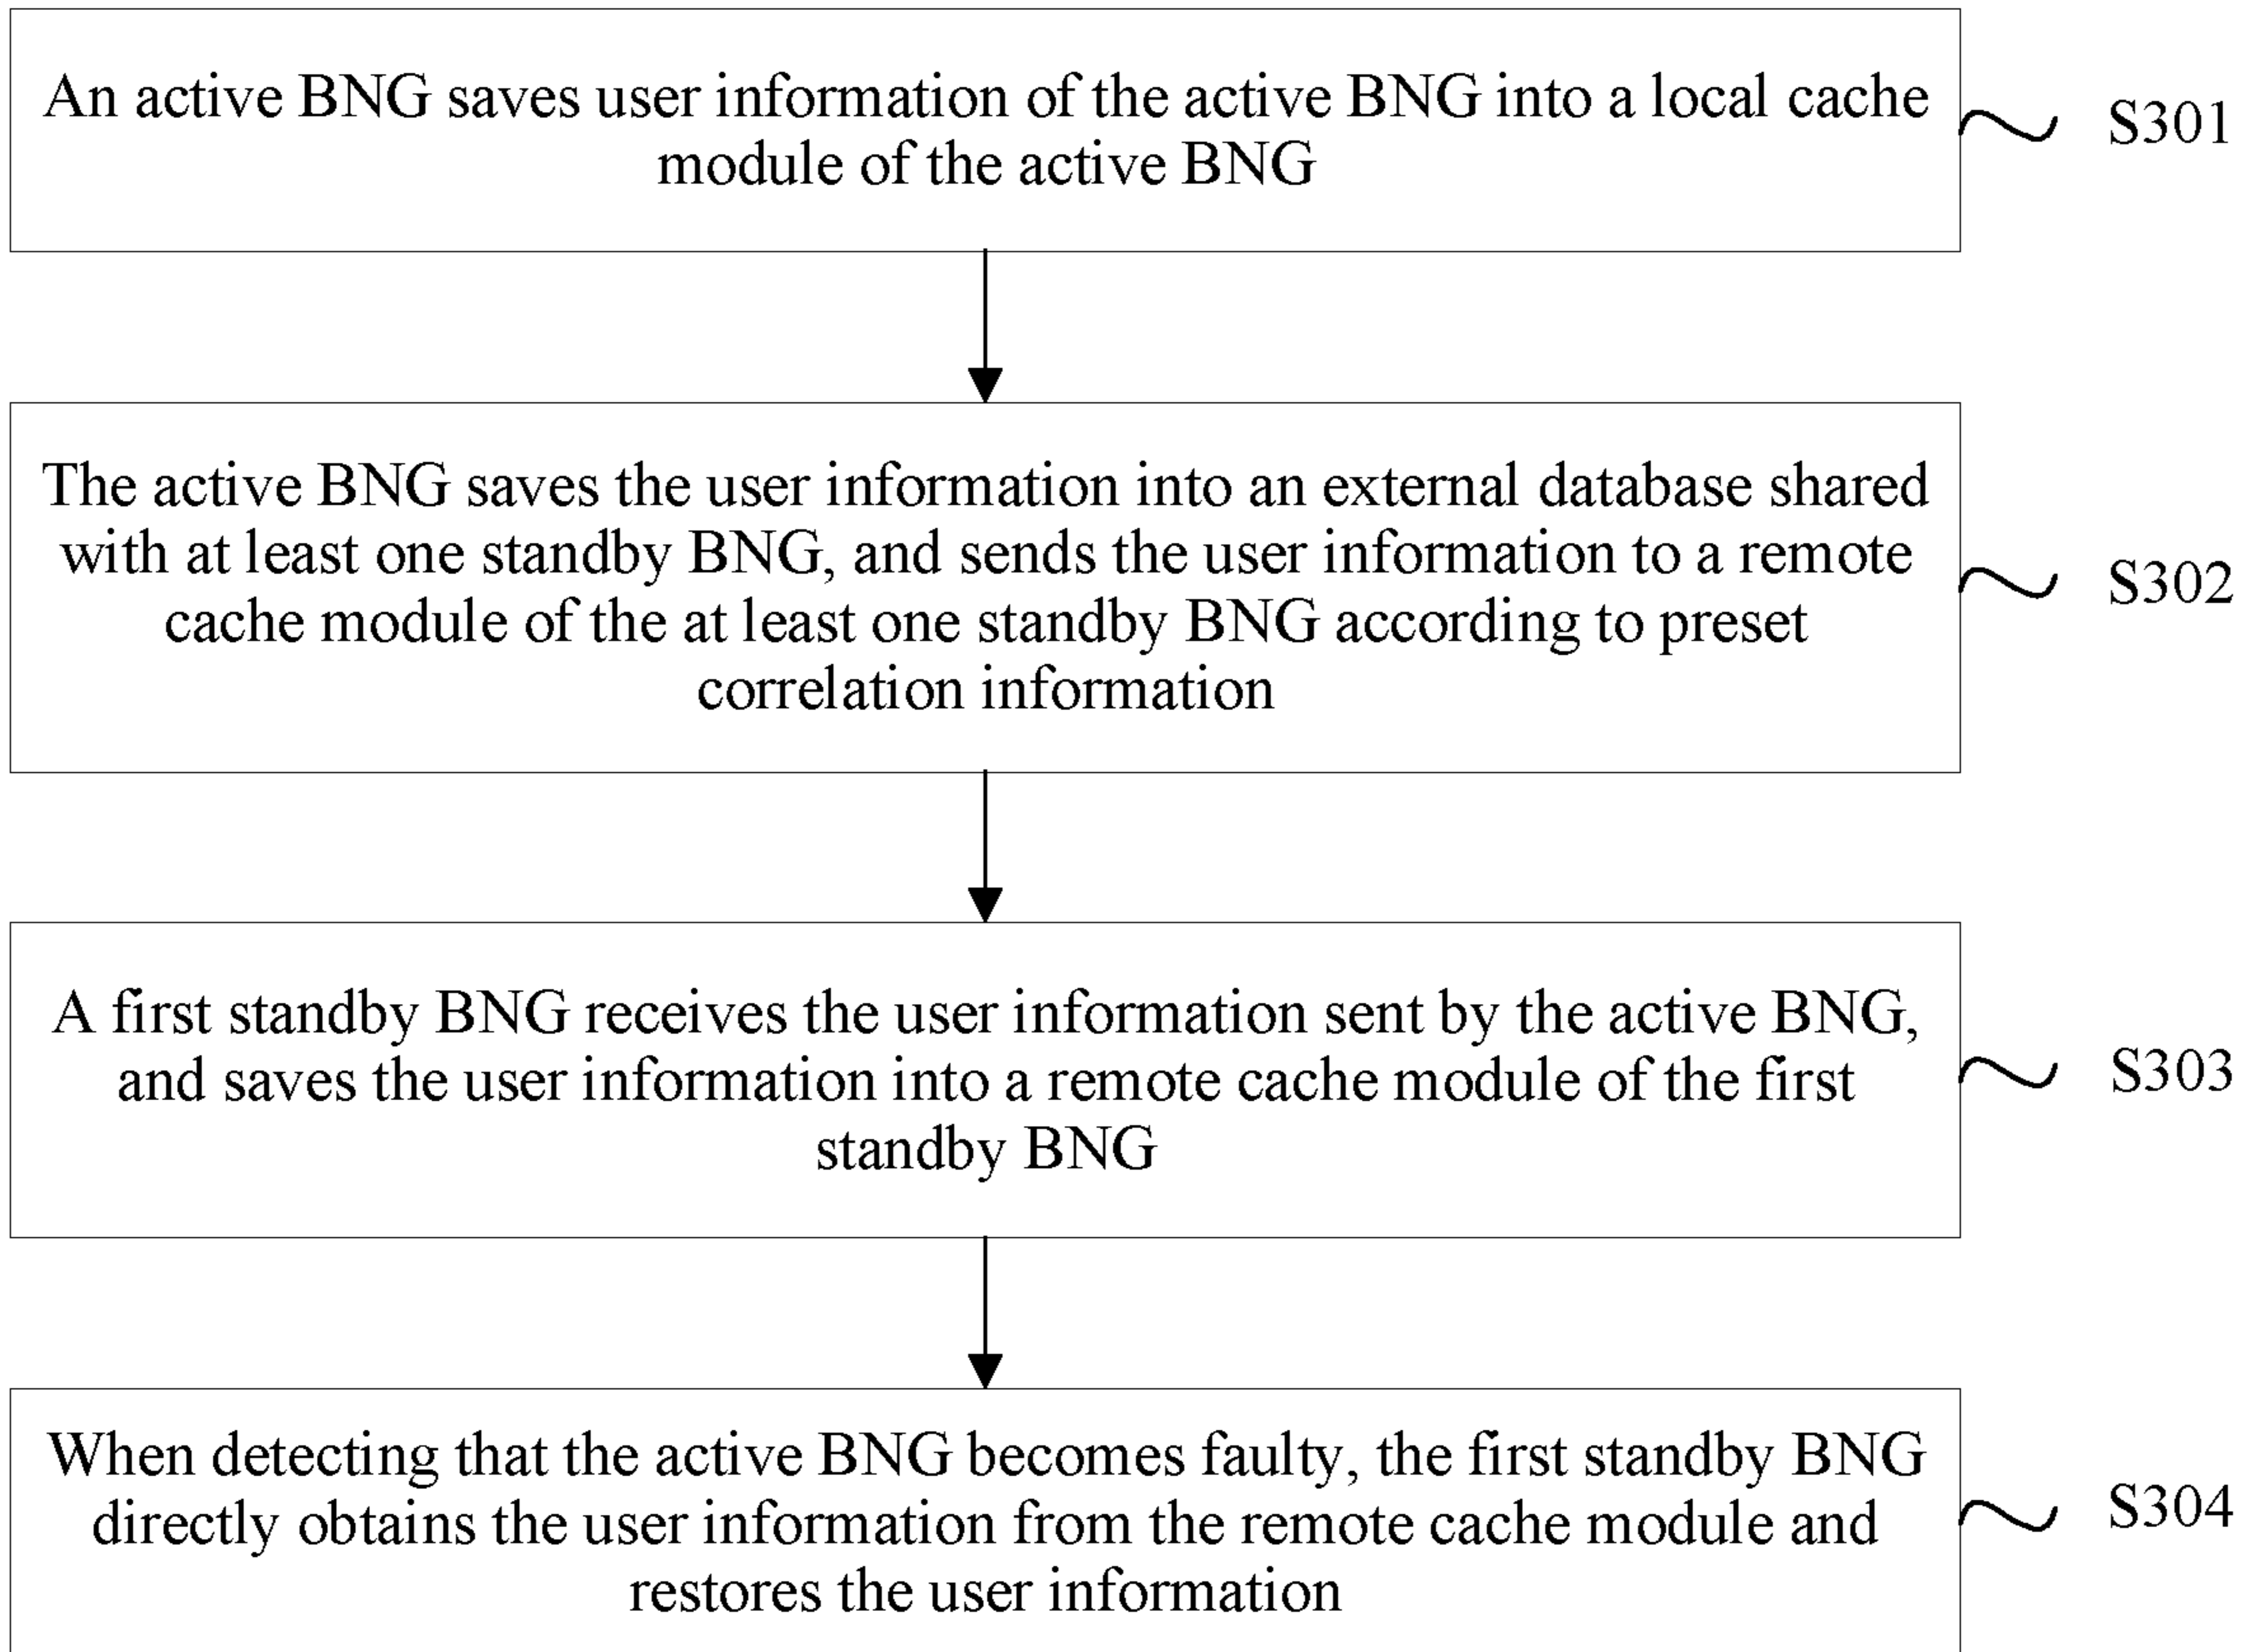 An active BNG saves user information of the active BNG into a local cache
module of the active BNG
S301
The active BNG saves the user information into an external database shared
with at least one standby BNG, and sends the user information to a remote
cache module of the at least one standby BNG according to preset
correlation information
S302
A first standby BNG receives the user information sent by the active BNG,
and saves the user information into a remote cache module of the first
standby BNG
S303
When detecting that the active BNG becomes faulty, the first standby BNG
directly obtains the user information from the remote cache module and
restores the user information
S304